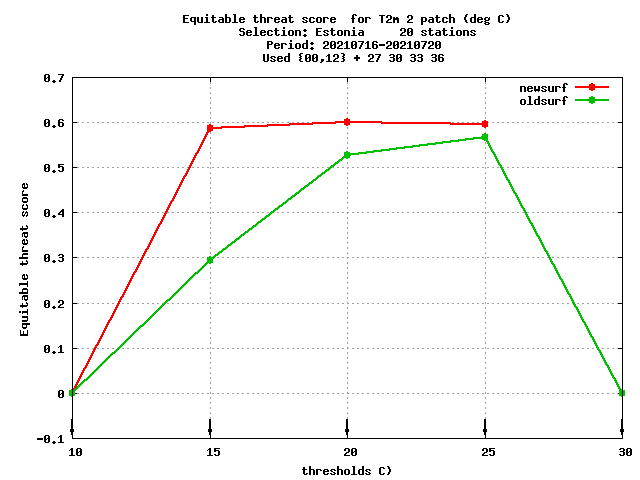 Equitable threat score  for T2m 2 patch (deg C)
Selection: Estonia     20 stations
Period: 20210716-20210720
Used {00,12} + 27 30 33 36
newsurf
oldsurf
Equitable threat score
0.7
0.6
0.5
0.4
0.3
0.2
0.1
0
-0.1
10 15 20 25 30
thresholds C)